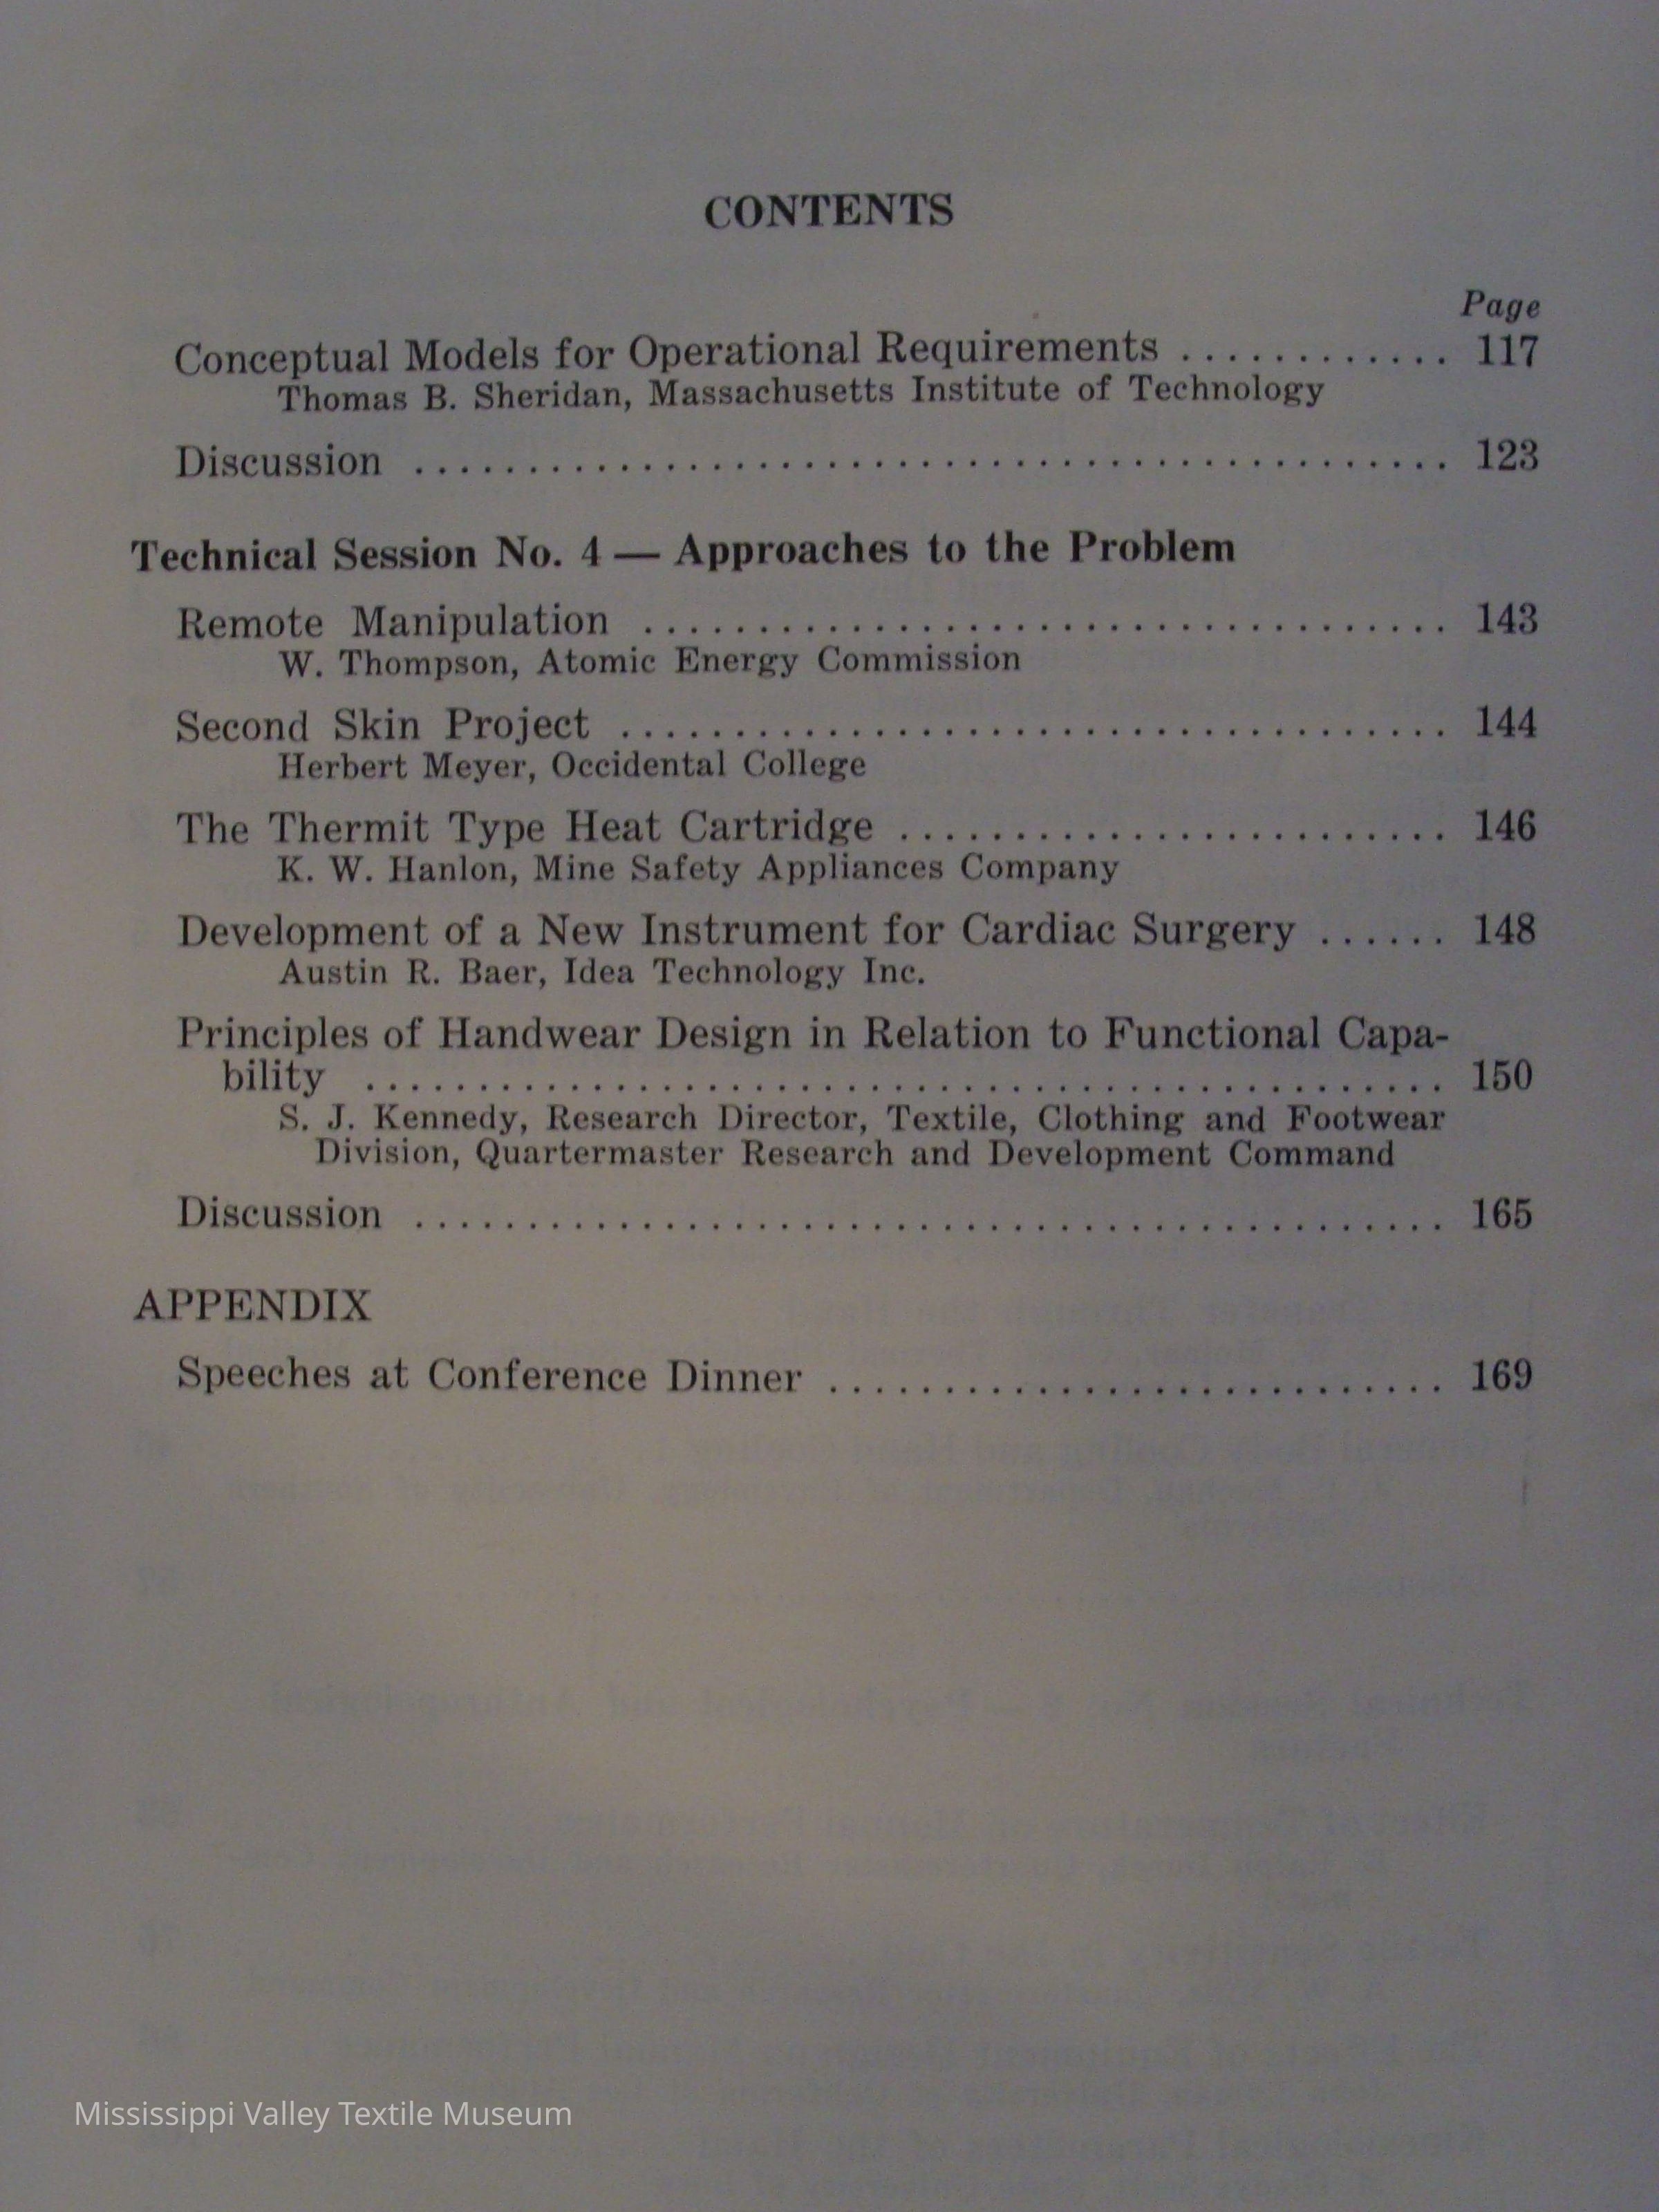 CONTENTS
Page
Conceptual Models for Operational Requirements ............ 117
Thomas B. Sheridan, Massachusetts Institute of Technology
Discussion .............................................. 123
Technical Session No. 4 — Approaches to the Problem
Remote Manipulation .................................... 143
W. Thompson, Atomic Energy Commission
Second Skin Project ..................................... 144
Herbert Meyer, Occidental College
The Thermit Type Heat Cartridge ......................... 146
K. W. Hanlon, Mine Safety Appliances Company
Development of a New Instrument for Cardiac Surgery ...... 148
Austin R. Baer, Idea Technology Inc.
Principles of Handwear Design in Relation to Functional Capa-
bility ................................................ 150
S. J. Kennedy, Research Director, Textile, Clothing and Footwear
Division, Quartermaster Research and Development Command
Discussion .............................................. 165
APPENDIX
Speeches at Conference Dinner ............................ 169
Mississippi Valley Textile Museum